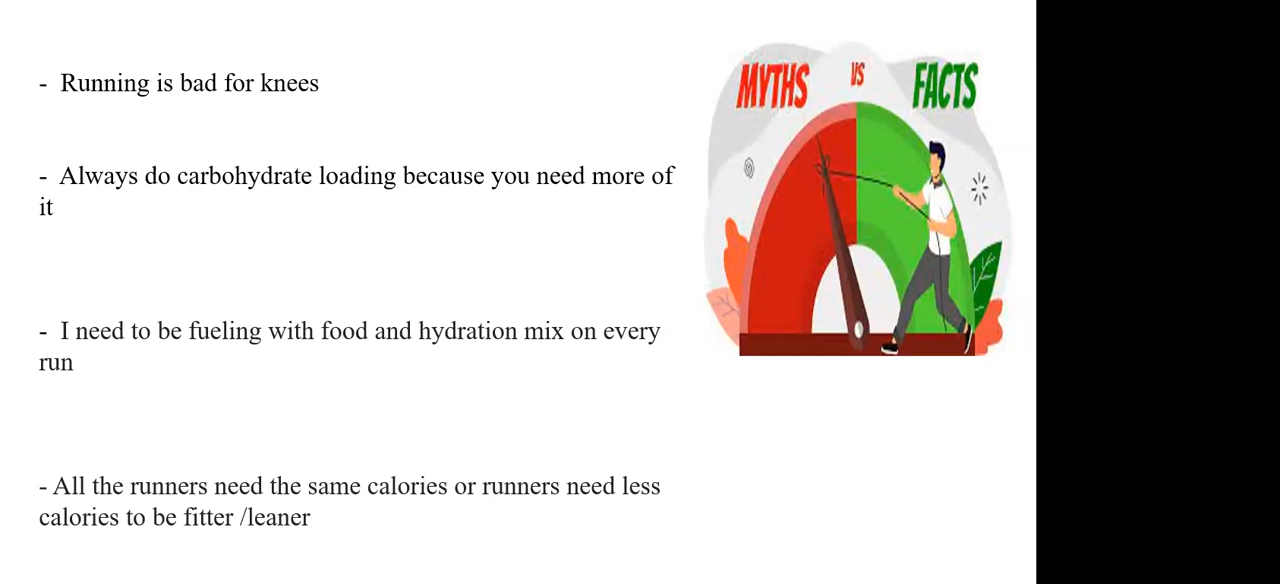 - Running is bad for knees
MYTHS VS FACTS
- Always do carbohydrate loading because you need more of
it
- I need to be fueling with food and hydration mix on every
run
- All the runners need the same calories or runners need less
calories to be fitter /leaner